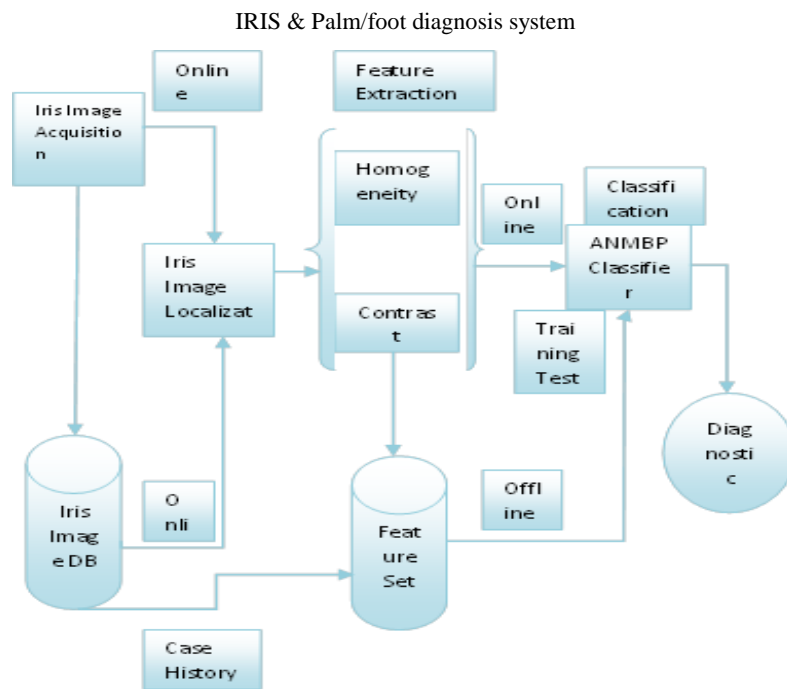 IRIS & Palm/foot diagnosis system
Onlin
e
Feature
Extraction
Iris Image
Acquisitio
n
Homog
eneity
Onl
ine
Classifi
cation
Iris
Image
Localizat
ANMBP
Classifie
r
Contras
t
Trai
ning
Test
Diag
nosti
c
Iris
Imag
eDB
O
nli
Feat
ure
Set
Offl
ine
Case
History